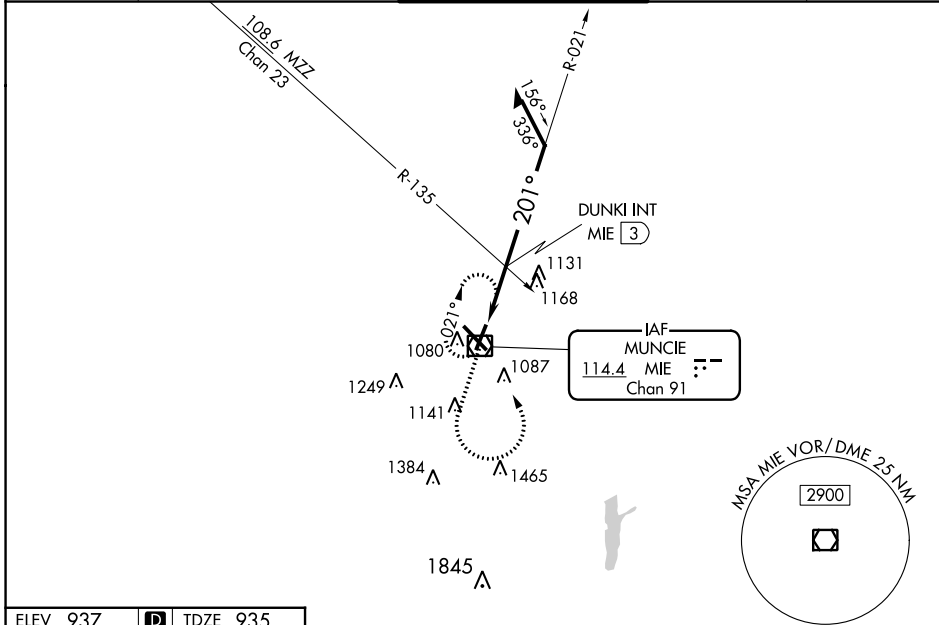 108.6 MZZ
Chan 23
R-021
156°
336°
R-135
201°
DUNKI INT
MIE 3
1131
1168
021°
1080
IAF
MUNCIE
114.4 MIE
Chan 91
1087
1249
1141
1384
1465
MSA MIE VOR/DME 25 NM
2900
1845
ELEV 937 D TDZE 935